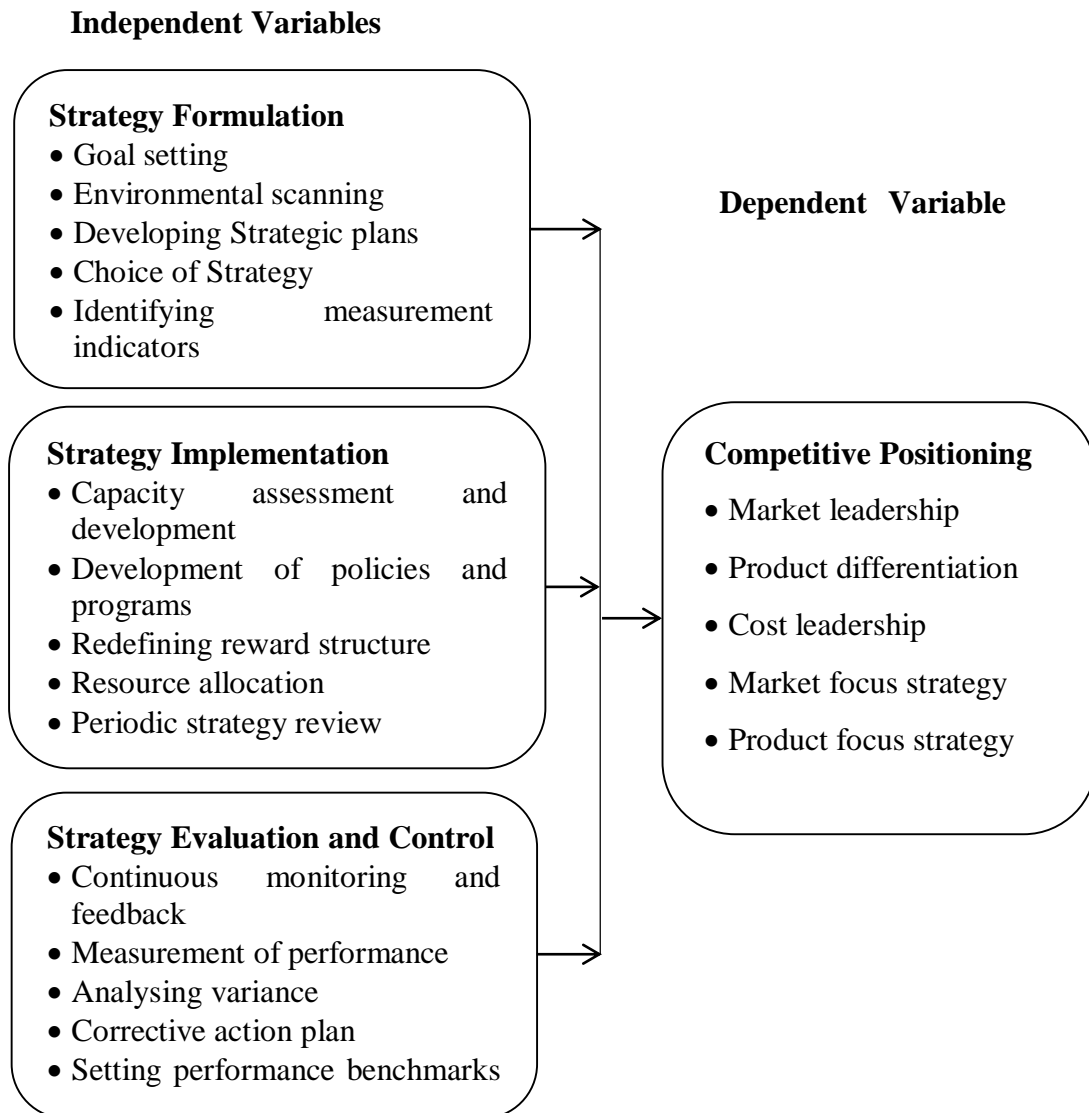 Independent Variables
Strategy Formulation
• Goal setting
• Environmental scanning
• Developing Strategic plans
• Choice of Strategy
• Identifying measurement
indicators
Dependent Variable
Strategy Implementation
• Capacity assessment and
development
• Development of policies and
programs
• Redefining reward structure
• Resource allocation
• Periodic strategy review
Competitive Positioning
• Market leadership
• Product differentiation
• Cost leadership
• Market focus strategy
• Product focus strategy
Strategy Evaluation and Control
• Continuous monitoring and
feedback
• Measurement of performance
• Analysing variance
• Corrective action plan
• Setting performance benchmarks